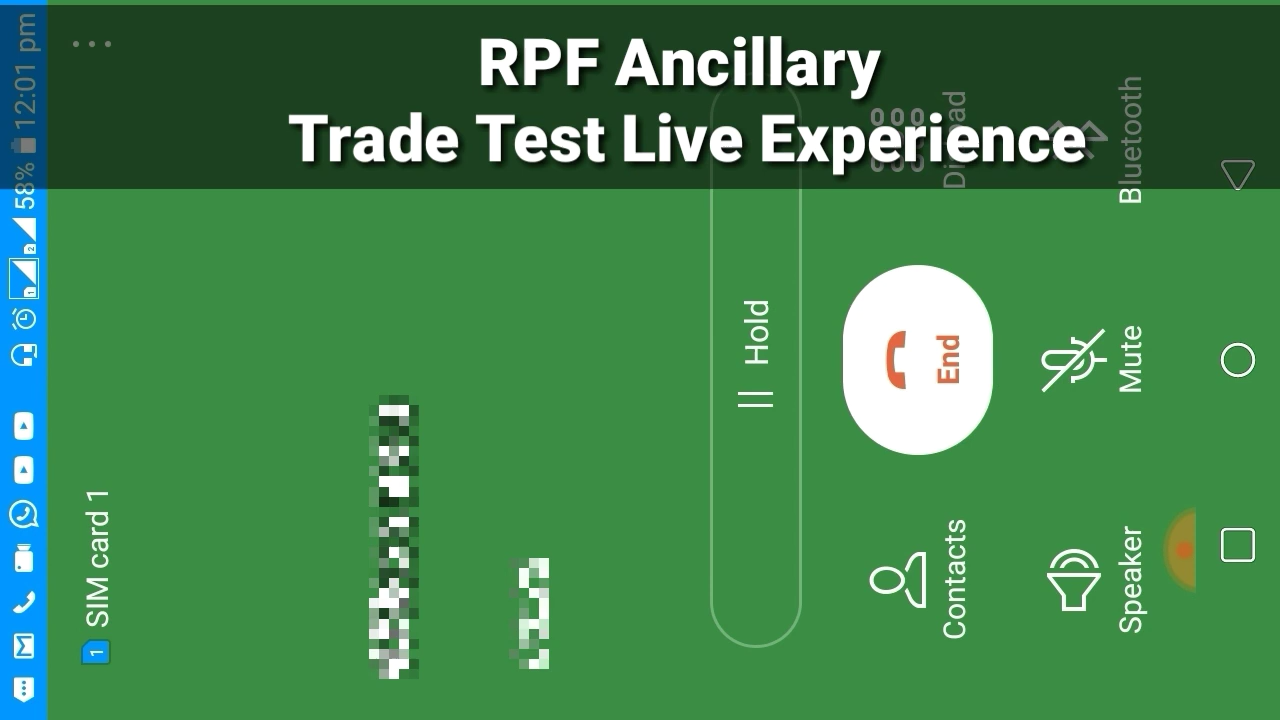 RPF Ancillary
Trade Test Live Experience
58% 12:01 pm
1 SIM card 1
Hold
End
Contacts
Speaker
Mute
Bluetooth